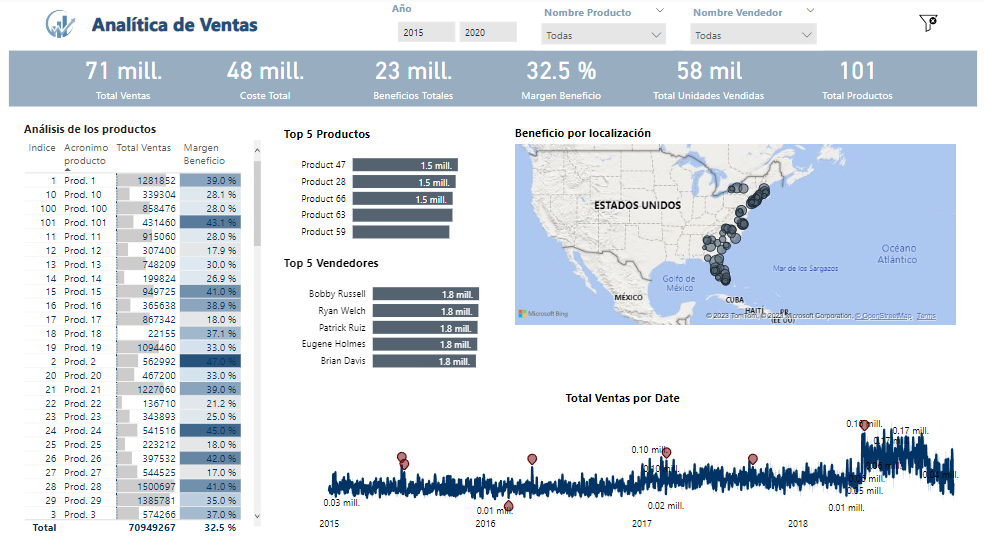 Analítica de Ventas
Año
2015 2020
Nombre Producto
Todas
Nombre Vendedor
Todas
71 mill. 48 mill. 23 mill. 32.5 % 58 mil 101
Total Ventas Coste Total Beneficios Totales Margen Beneficio Total Unidades Vendidas Total Productos
Análisis de los productos
Indice Acronimo producto Total Ventas Margen Beneficio
1 Prod. 1 1281852 39.0 %
10 Prod. 10 339304 28.1 %
100 Prod. 100 858476 28.0 %
101 Prod. 101 431460 43.1 %
11 Prod. 11 915060 28.0 %
12 Prod. 12 307400 17.9 %
13 Prod. 13 748209 30.0 %
14 Prod. 14 199824 26.9 %
15 Prod. 15 949725 41.0 %
16 Prod. 16 365638 38.9 %
17 Prod. 17 867342 18.0 %
18 Prod. 18 22155 37.1 %
19 Prod. 19 1094460 33.0 %
2 Prod. 2 562992 47.0 %
20 Prod. 20 467200 33.0 %
21 Prod. 21 1227060 39.0 %
22 Prod. 22 136710 21.2 %
23 Prod. 23 343893 25.0 %
24 Prod. 24 541516 45.0 %
25 Prod. 25 223212 18.0 %
26 Prod. 26 397532 42.0 %
27 Prod. 27 544525 17.0 %
28 Prod. 28 1500697 41.0 %
29 Prod. 29 1385781 35.0 %
3 Prod. 3 574266 37.0 %
Total 70949267 32.5 %
Top 5 Productos
Product 47 1.5 mill.
Product 28 1.5 mill.
Product 66 1.5 mill.
Product 63
Product 59
Top 5 Vendedores
Bobby Russell 1.8 mill.
Ryan Welch 1.8 mill.
Patrick Ruiz 1.8 mill.
Eugene Holmes 1.8 mill.
Brian Davis 1.8 mill.
Beneficio por localización
ESTADOS UNIDOS
Océano
Atlántico
Mar de los Sargazos
Golfo de
México
MÉXICO
CUBA
HAITÍ
PR
(EE UU)
Microsoft Bing
© 2023 TomTom, © 2023 Microsoft Corporation, © OpenStreetMap Terms
Total Ventas por Date
0.17 mill.
0.10 mill.
0.03 mill.
0.01 mill.
0.02 mill.
0.05 mill.
0.01 mill.
2015 2016 2017 2018